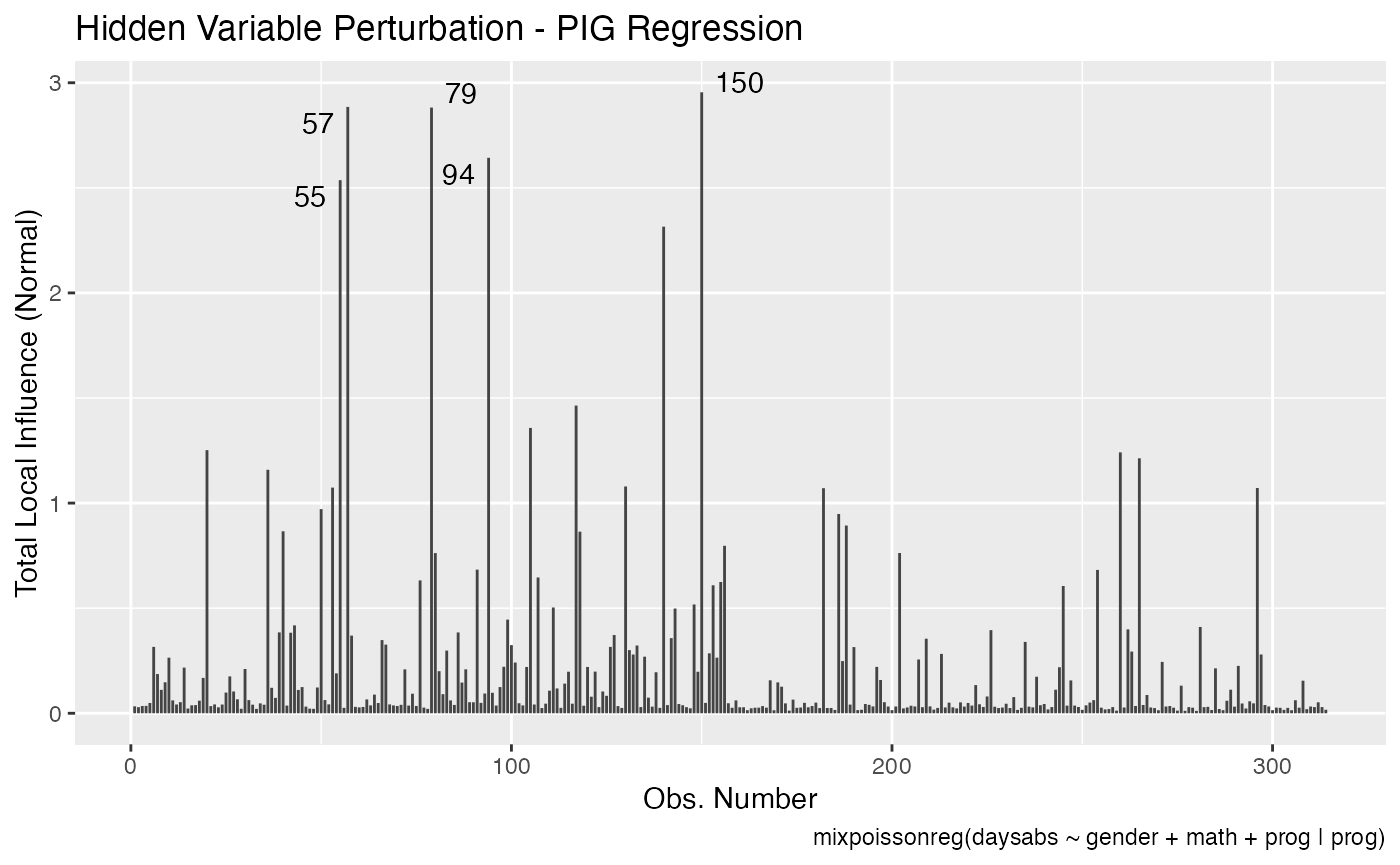 Hidden Variable Perturbation - PIG Regression
3
2
1
0
Total Local Influence (Normal)
150
79
57
94
55
0 100 200 300
Obs. Number
mixpoissonreg(daysabs ~ gender + math + prog | prog)